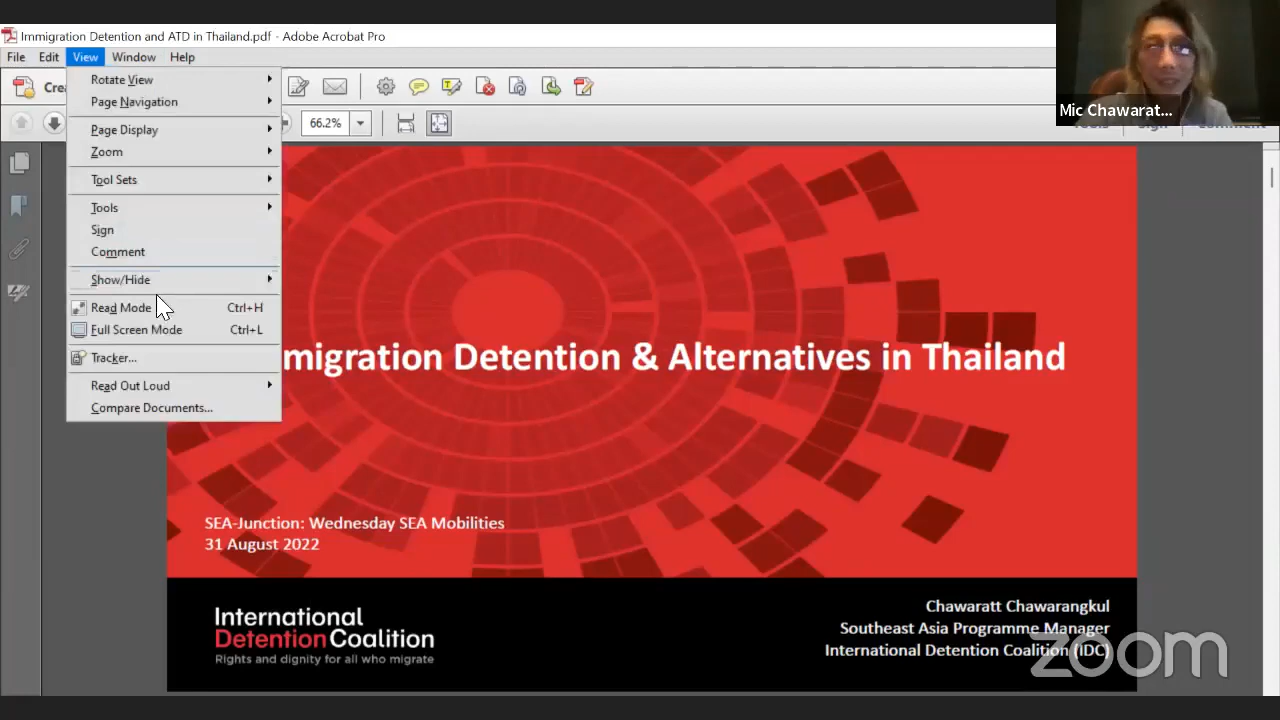 Immigration Detention and ATD in Thailand.pdf - Adobe Acrobat Pro
File Edit View Window Help
Rotate View
Page Navigation
Page Display
Zoom
Tool Sets
Tools
Sign
Comment
Show/Hide
Read Mode Ctrl+H
Full Screen Mode Ctrl+L
Tracker...
Read Out Loud
Compare Documents...
66.2%
Mic Chawarat...
migration Detention & Alternatives in Thailand
SEA-Junction: Wednesday SEA Mobilities
31 August 2022
International
Detention Coalition
Rights and dignity for all who migrate
Chawaratt Chawarangkul
Southeast Asia Programme Manager
International Detention Coalition (IDC)
zoom